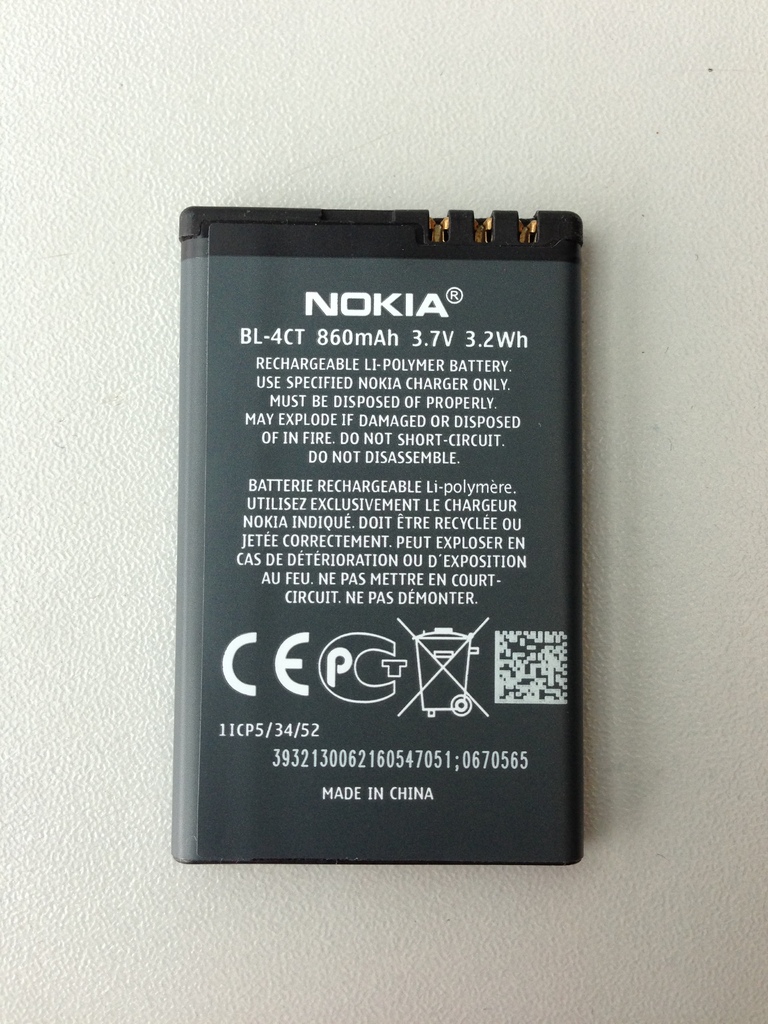 NOKIA®
BL-4CT 860mAh 3.7V 3.2Wh
RECHARGEABLE LI-POLYMER BATTERY.
USE SPECIFIED NOKIA CHARGER ONLY.
MUST BE DISPOSED OF PROPERLY.
MAY EXPLODE IF DAMAGED OR DISPOSED
OF IN FIRE. DO NOT SHORT-CIRCUIT.
DO NOT DISASSEMBLE.
BATTERIE RECHARGEABLE Li-polymère.
UTILISEZ EXCLUSIVEMENT LE CHARGEUR
NOKIA INDIQUÉ. DOIT ÊTRE RECYCLÉE OU
JETÉE CORRECTEMENT. PEUT EXPLOSER EN
CAS DE DÉTÉRIORATION OU D'EXPOSITION
AU FEU. NE PAS METTRE EN COURT-
CIRCUIT. NE PAS DÉMONTER.
CE PCT
1ICP5/34/52
3932130062160547051;0670565
MADE IN CHINA